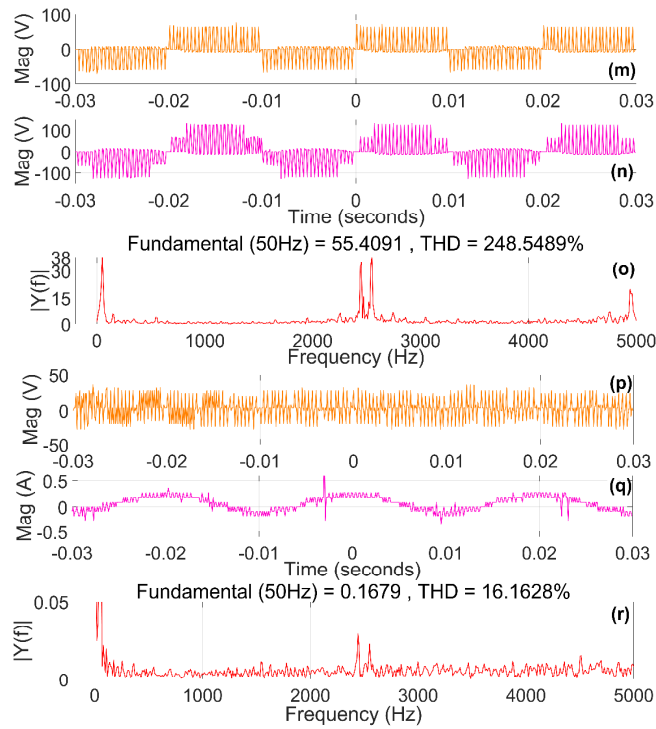 100
0
-100
Mag (V)
(m)
-0.03 -0.02 -0.01 0 0.01 0.02 0.03
100
0
-100
Mag (V)
(n)
-0.03 -0.02 -0.01 0 0.01 0.02 0.03
Time (seconds)
Fundamental (50Hz) = 55.4091 , THD = 248.5489%
38
30
15
0
|Y(f)|
(o)
0 1000 2000 3000 4000 5000
Frequency (Hz)
50
0
-50
Mag (V)
(p)
-0.03 -0.02 -0.01 0 0.01 0.02 0.03
0.5
0
-0.5
Mag (A)
(q)
-0.03 -0.02 -0.01 0 0.01 0.02 0.03
Time (seconds)
Fundamental (50Hz) = 0.1679 , THD = 16.1628%
0.05
0
|Y(f)|
(r)
0 1000 2000 3000 4000 5000
Frequency (Hz)